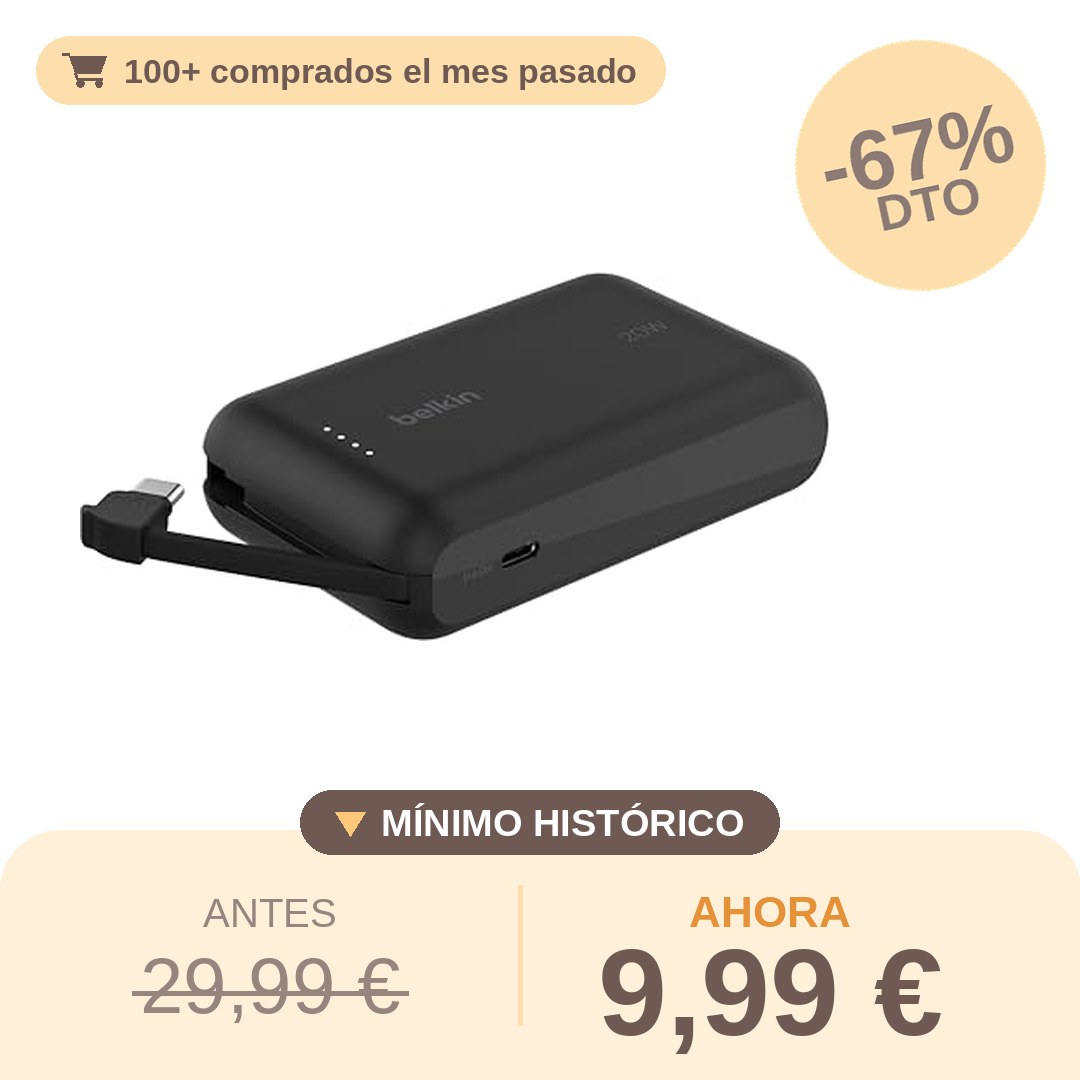 100+ comprados el mes pasado
-67%
DTO
20W
belkin
MÍNIMO HISTÓRICO
ANTES
29,99 €
AHORA
9,99 €